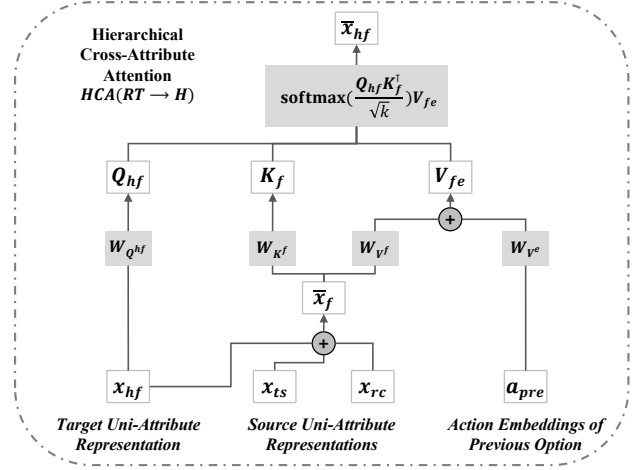 Hierarchical
Cross-Attribute
Attention
HCA(RT → H)
x̅_hf
softmax(Q_hf K_f^⊺ / √k)V_fe
Q_hf
K_f
V_fe
+
W_Q^hf
W_K^f
W_V^f
W_V^e
x̅_f
+
x_hf
x_ts
x_rc
a_pre
Target Uni-Attribute
Representation
Source Uni-Attribute
Representations
Action Embeddings of
Previous Option